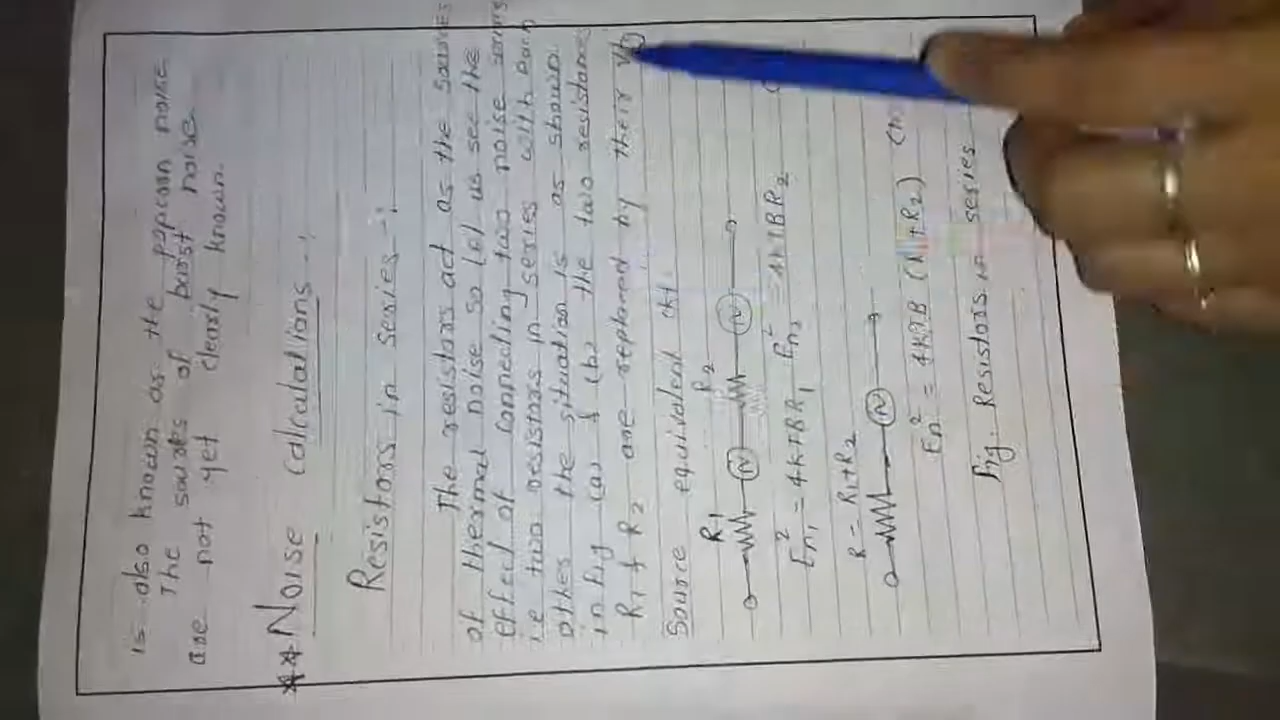 is also known as the popcorn noise
The sources of burst noise
are not yet clearly known.
** Noise Calculations :
Resistors in series :
The resistors act as the sources
of thermal noise so let us see the
effect of connecting two noise
ie two resistors in series with each
other the situation is as shown.
in fig (a) & (b) the two resistances
R1 & R2 are replaced by their
Source equivalent ckt.
R1 R2
N N
En1² = 4KTBR1 En2² = 4KTBR2
R = R1+R2
N
En² = 4KTB (R1+R2) (b)
fig. Resistors in series